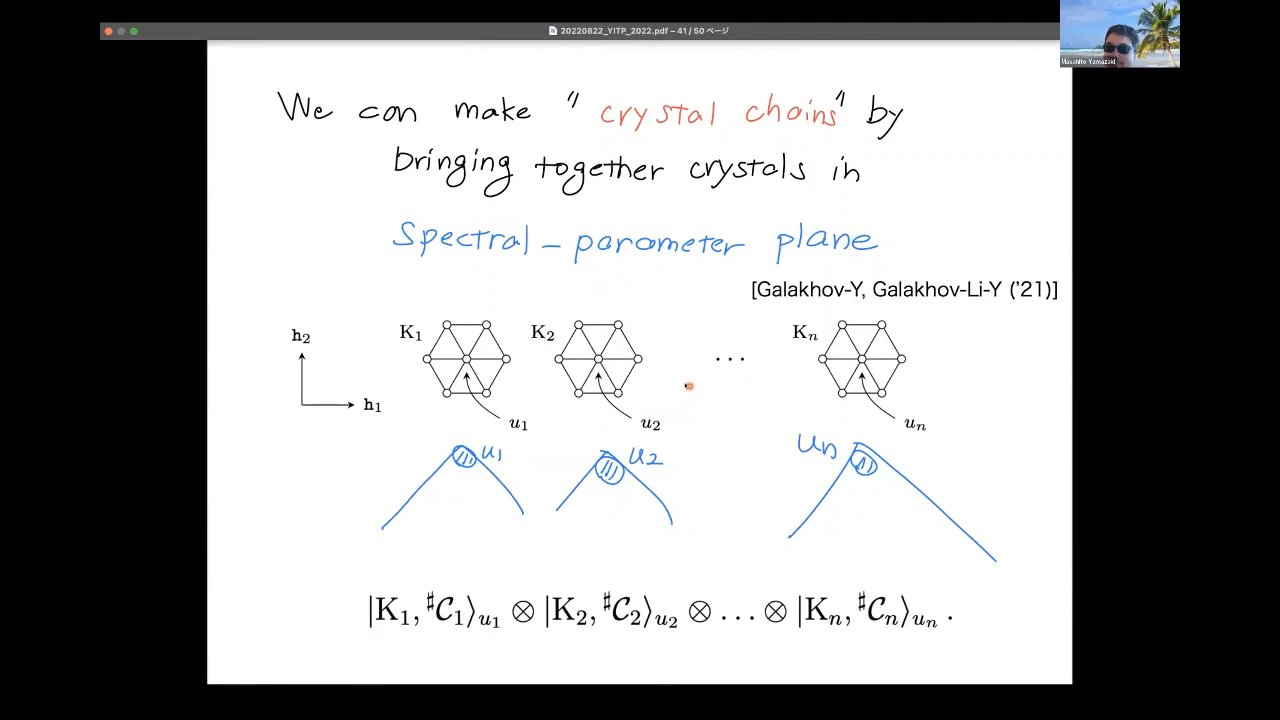 20220822_YITP_2022.pdf – 41 / 50 ページ
Masahito Yamazaki
We can make "crystal chains" by
bringing together crystals in
Spectral-parameter plane
[Galakhov-Y, Galakhov-Li-Y ('21)]
h₂
h₁
K₁
K₂
...
Kₙ
u₁
u₂
uₙ
u₁
u₂
uₙ
|K₁, ♯𝒞₁⟩ᵤ₁ ⊗ |K₂, ♯𝒞₂⟩ᵤ₂ ⊗ ... ⊗ |Kₙ, ♯𝒞ₙ⟩ᵤₙ .